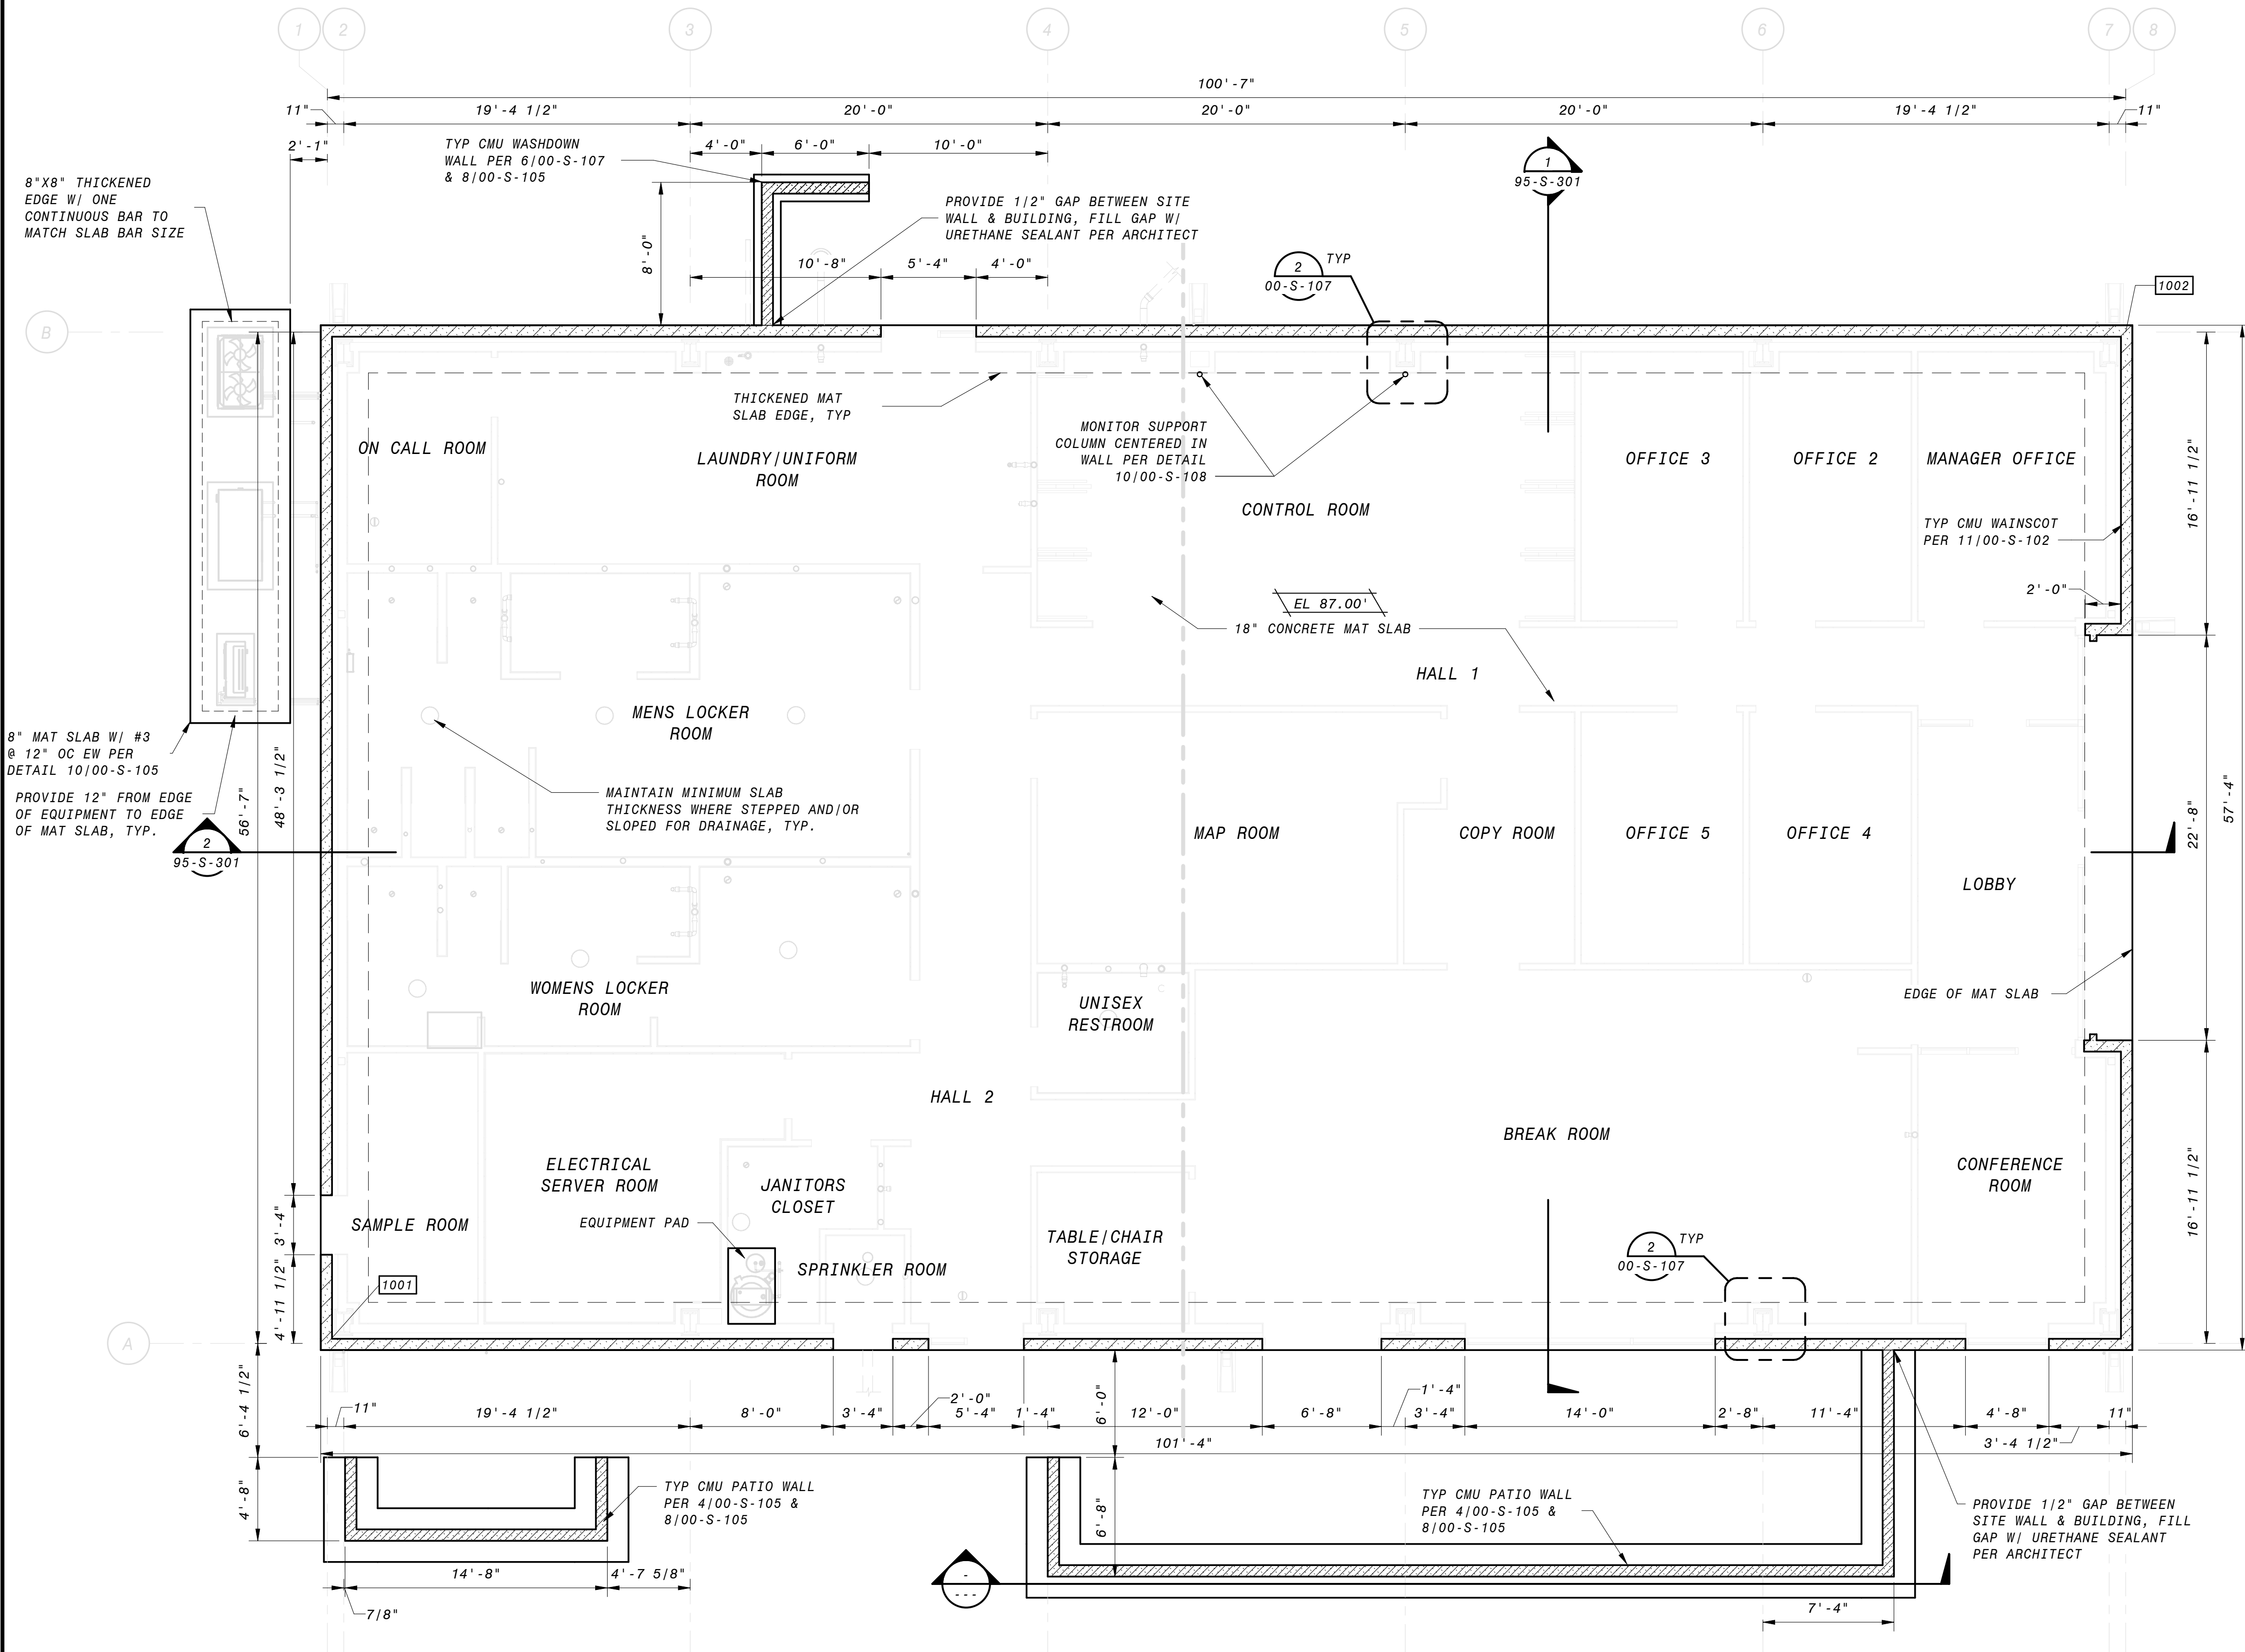 1 2 3 4 5 6 7 8
100'-7"
11" 19'-4 1/2" 20'-0" 20'-0" 20'-0" 19'-4 1/2" 11"
2'-1"
4'-0" 6'-0" 10'-0"
TYP CMU WASHDOWN
WALL PER 6/00-S-107
& 8/00-S-105
1
95-S-301
8"X8" THICKENED
EDGE W/ ONE
CONTINUOUS BAR TO
MATCH SLAB BAR SIZE
PROVIDE 1/2" GAP BETWEEN SITE
WALL & BUILDING, FILL GAP W/
URETHANE SEALANT PER ARCHITECT
8'-0"
10'-8" 5'-4" 4'-0"
2
00-S-107
TYP
1002
B
THICKENED MAT
SLAB EDGE, TYP
MONITOR SUPPORT
COLUMN CENTERED IN
WALL PER DETAIL
10/00-S-108
ON CALL ROOM
LAUNDRY/UNIFORM
ROOM
CONTROL ROOM
OFFICE 3
OFFICE 2
MANAGER OFFICE
16'-11 1/2"
TYP CMU WAINSCOT
PER 11/00-S-102
2'-0"
EL 87.00'
18" CONCRETE MAT SLAB
HALL 1
MENS LOCKER
ROOM
8" MAT SLAB W/ #3
@ 12" OC EW PER
DETAIL 10/00-S-105
PROVIDE 12" FROM EDGE
OF EQUIPMENT TO EDGE
OF MAT SLAB, TYP.
56'-7"
48'-3 1/2"
MAINTAIN MINIMUM SLAB
THICKNESS WHERE STEPPED AND/OR
SLOPED FOR DRAINAGE, TYP.
2
95-S-301
MAP ROOM
COPY ROOM
OFFICE 5
OFFICE 4
22'-8"
57'-4"
LOBBY
EDGE OF MAT SLAB
WOMENS LOCKER
ROOM
UNISEX
RESTROOM
HALL 2
BREAK ROOM
ELECTRICAL
SERVER ROOM
JANITORS
CLOSET
CONFERENCE
ROOM
16'-11 1/2"
3'-4"
SAMPLE ROOM
EQUIPMENT PAD
SPRINKLER ROOM
TABLE/CHAIR
STORAGE
2
00-S-107
TYP
1001
4'-11 1/2"
A
6'-4 1/2"
11" 19'-4 1/2" 8'-0" 3'-4" 2'-0" 5'-4" 1'-4" 12'-0" 6'-8" 1'-4" 3'-4" 14'-0" 2'-8" 11'-4" 4'-8" 11"
6'-0"
101'-4"
3'-4 1/2"
4'-8"
TYP CMU PATIO WALL
PER 4/00-S-105 &
8/00-S-105
6'-8"
TYP CMU PATIO WALL
PER 4/00-S-105 &
8/00-S-105
PROVIDE 1/2" GAP BETWEEN
SITE WALL & BUILDING, FILL
GAP W/ URETHANE SEALANT
PER ARCHITECT
14'-8" 4'-7 5/8"
7/8"
-
---
7'-4"